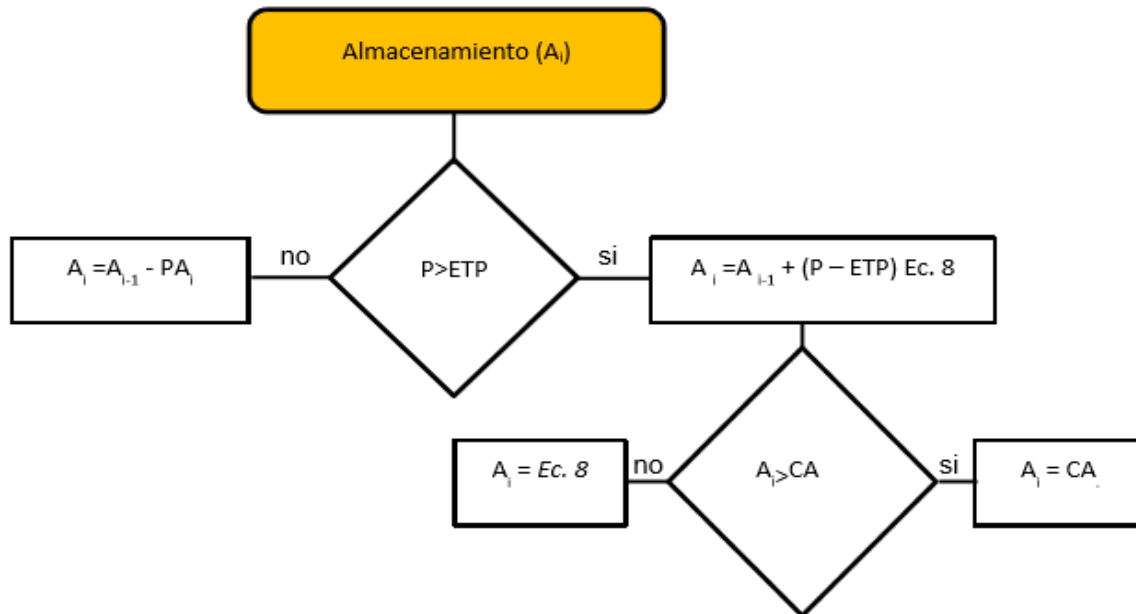 Almacenamiento (Ai)
no
P>ETP
si
Ai =Ai-1 - PAi
A i =A i-1 + (P – ETP) Ec. 8
Ai = Ec. 8
no
Ai>CA
si
Ai = CA.